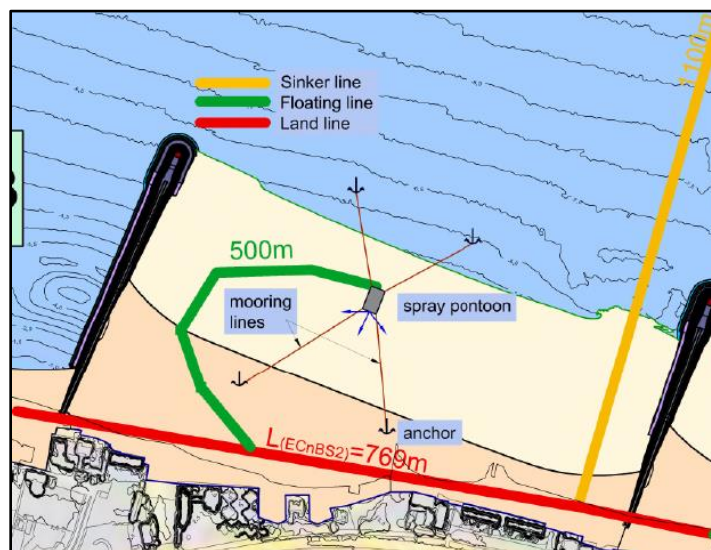 1100m
Sinker line
Floating line
Land line
500m
mooring
lines
spray pontoon
anchor
L(ECnBS2)=769m